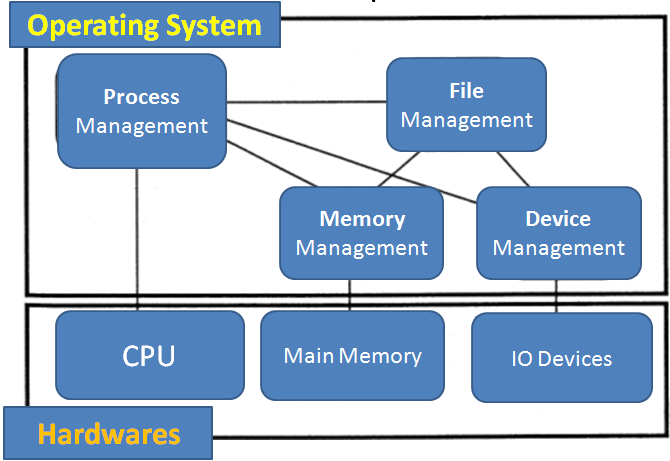 Operating System
Process
Management
File
Management
Memory
Management
Device
Management
CPU
Main Memory
IO Devices
Hardwares